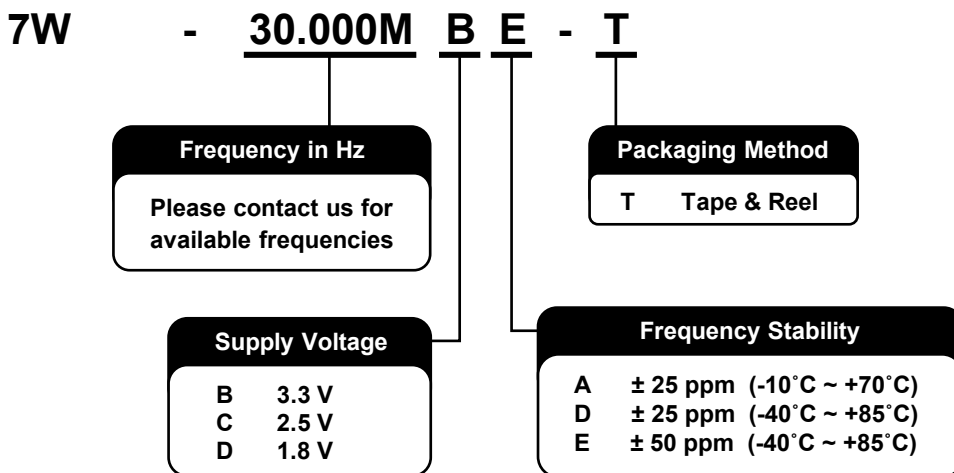 7W - 30.000M B E - T
Frequency in Hz
Please contact us for
available frequencies
Packaging Method
T Tape & Reel
Supply Voltage
B 3.3 V
C 2.5 V
D 1.8 V
Frequency Stability
A ± 25 ppm (-10˚C ~ +70˚C)
D ± 25 ppm (-40˚C ~ +85˚C)
E ± 50 ppm (-40˚C ~ +85˚C)